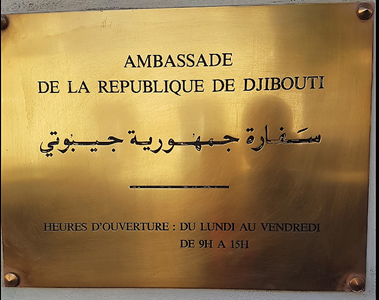 AMBASSADE
DE LA REPUBLIQUE DE DJIBOUTI
سفارة جمهورية جيبوتي
HEURES D'OUVERTURE : DU LUNDI AU VENDREDI
DE 9H A 15H